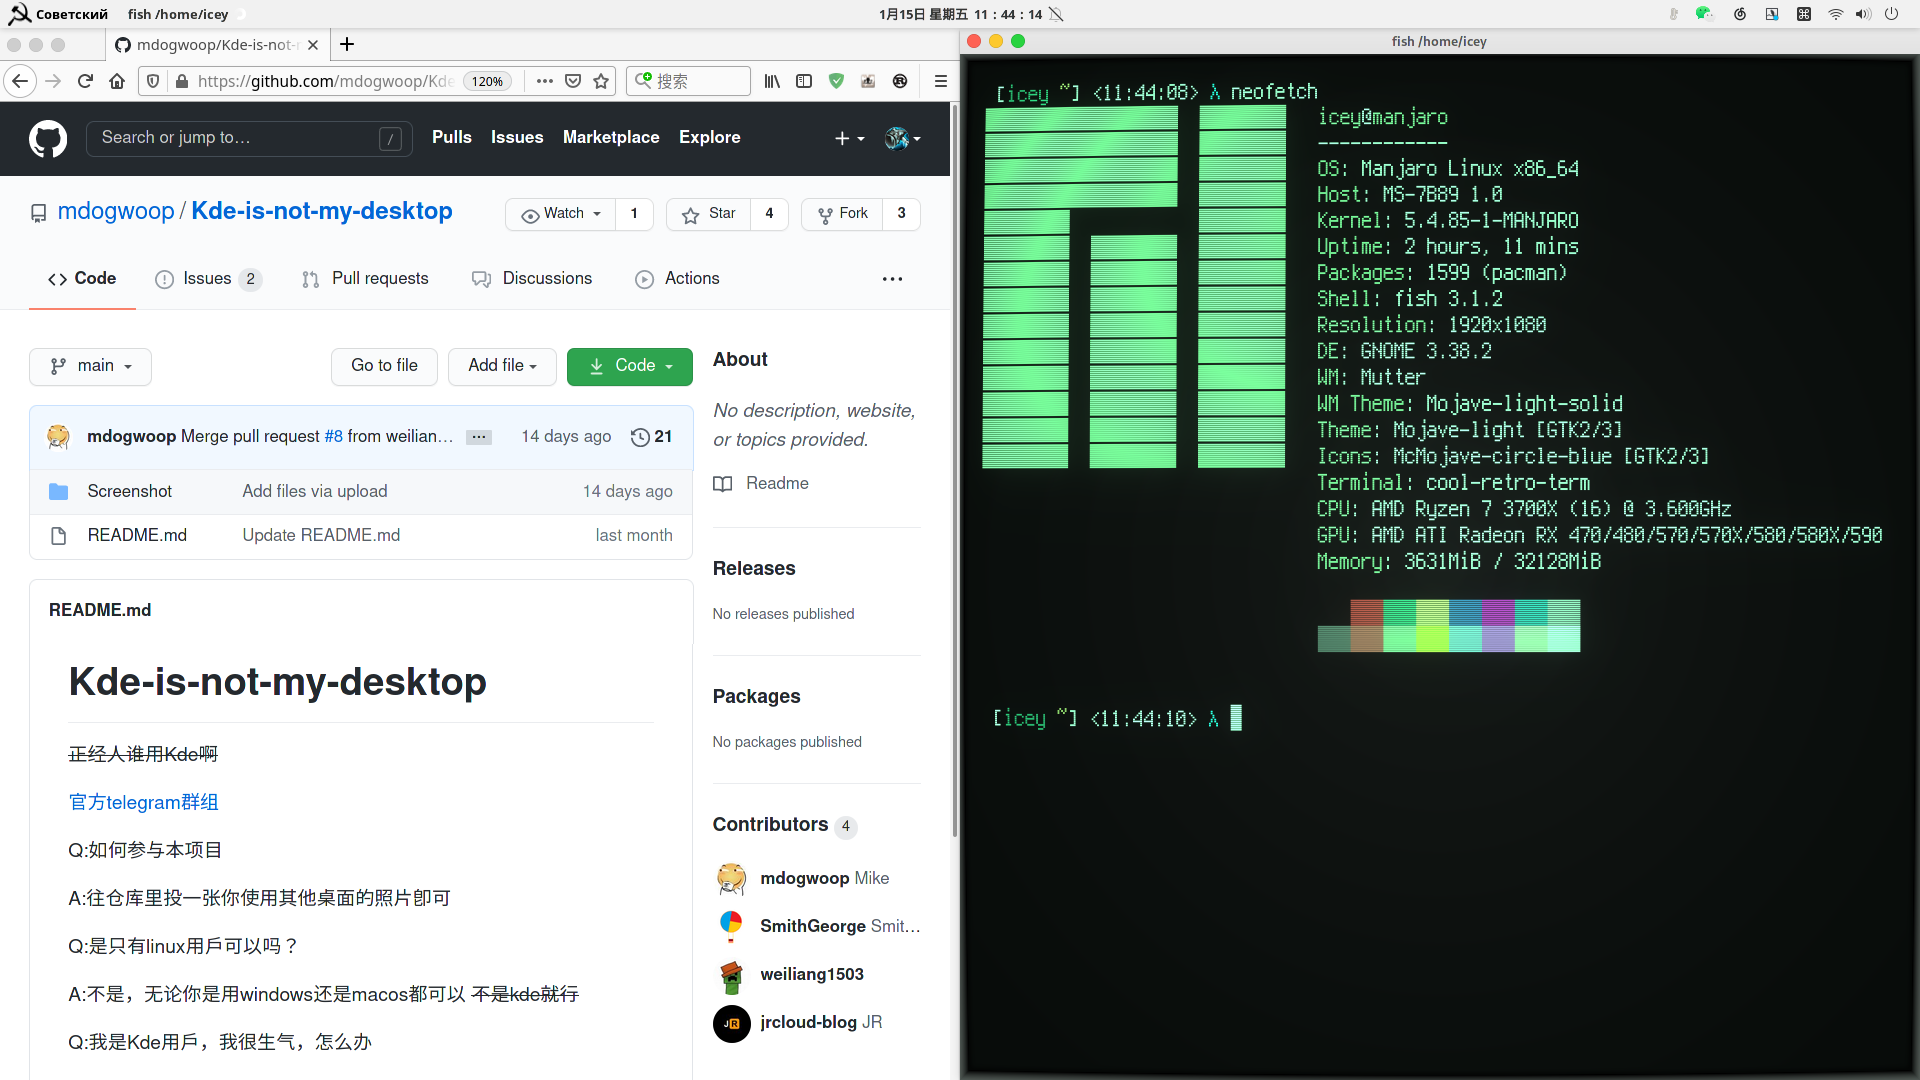 Советский fish /home/icey 1月15日 星期五 11：44：14
mdogwoop/Kde-is-not-r
https://github.com/mdogwoop/Kde 120% 搜索
Search or jump to… / Pulls Issues Marketplace Explore
mdogwoop / Kde-is-not-my-desktop Watch 1 Star 4 Fork 3
Code Issues 2 Pull requests Discussions Actions
main Go to file Add file Code
mdogwoop Merge pull request #8 from weilian… 14 days ago 21
Screenshot Add files via upload 14 days ago
README.md Update README.md last month
README.md
Kde-is-not-my-desktop
正经人谁用Kde啊
官方telegram群组
Q:如何参与本项目
A:往仓库里投一张你使用其他桌面的照片即可
Q:是只有linux用戶可以吗？
A:不是，无论你是用windows还是macos都可以 不是kde就行
Q:我是Kde用戶，我很生气，怎么办
About
No description, website,
or topics provided.
Readme
Releases
No releases published
Packages
No packages published
Contributors 4
mdogwoop Mike
SmithGeorge Smit…
weiliang1503
JR
jrcloud-blog JR
fish /home/icey
[icey ~] <11:44:08> λ neofetch
icey@manjaro
------------
OS: Manjaro Linux x86_64
Host: MS-7B89 1.0
Kernel: 5.4.85-1-MANJARO
Uptime: 2 hours, 11 mins
Packages: 1599 (pacman)
Shell: fish 3.1.2
Resolution: 1920x1080
DE: GNOME 3.38.2
WM: Mutter
WM Theme: Mojave-light-solid
Theme: Mojave-light [GTK2/3]
Icons: McMojave-circle-blue [GTK2/3]
Terminal: cool-retro-term
CPU: AMD Ryzen 7 3700X (16) @ 3.600GHz
GPU: AMD ATI Radeon RX 470/480/570/570X/580/580X/590
Memory: 3631MiB / 32128MiB
[icey ~] <11:44:10> λ